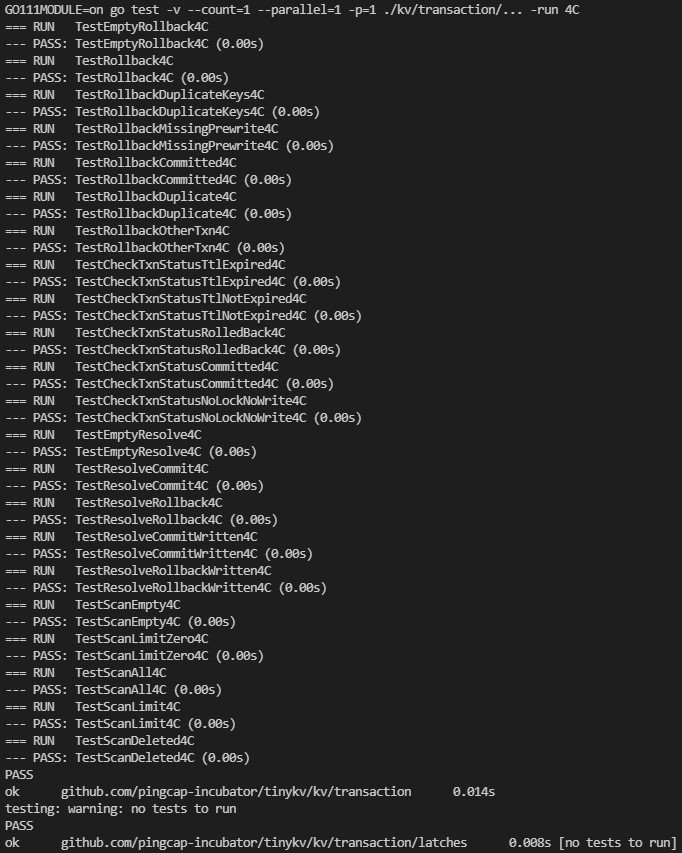 GO111MODULE=on go test -v --count=1 --parallel=1 -p=1 ./kv/transaction/... -run 4C
=== RUN   TestEmptyRollback4C
--- PASS: TestEmptyRollback4C (0.00s)
=== RUN   TestRollback4C
--- PASS: TestRollback4C (0.00s)
=== RUN   TestRollbackDuplicateKeys4C
--- PASS: TestRollbackDuplicateKeys4C (0.00s)
=== RUN   TestRollbackMissingPrewrite4C
--- PASS: TestRollbackMissingPrewrite4C (0.00s)
=== RUN   TestRollbackCommitted4C
--- PASS: TestRollbackCommitted4C (0.00s)
=== RUN   TestRollbackDuplicate4C
--- PASS: TestRollbackDuplicate4C (0.00s)
=== RUN   TestRollbackOtherTxn4C
--- PASS: TestRollbackOtherTxn4C (0.00s)
=== RUN   TestCheckTxnStatusTtlExpired4C
--- PASS: TestCheckTxnStatusTtlExpired4C (0.00s)
=== RUN   TestCheckTxnStatusTtlNotExpired4C
--- PASS: TestCheckTxnStatusTtlNotExpired4C (0.00s)
=== RUN   TestCheckTxnStatusRolledBack4C
--- PASS: TestCheckTxnStatusRolledBack4C (0.00s)
=== RUN   TestCheckTxnStatusCommitted4C
--- PASS: TestCheckTxnStatusCommitted4C (0.00s)
=== RUN   TestCheckTxnStatusNoLockNoWrite4C
--- PASS: TestCheckTxnStatusNoLockNoWrite4C (0.00s)
=== RUN   TestEmptyResolve4C
--- PASS: TestEmptyResolve4C (0.00s)
=== RUN   TestResolveCommit4C
--- PASS: TestResolveCommit4C (0.00s)
=== RUN   TestResolveRollback4C
--- PASS: TestResolveRollback4C (0.00s)
=== RUN   TestResolveCommitWritten4C
--- PASS: TestResolveCommitWritten4C (0.00s)
=== RUN   TestResolveRollbackWritten4C
--- PASS: TestResolveRollbackWritten4C (0.00s)
=== RUN   TestScanEmpty4C
--- PASS: TestScanEmpty4C (0.00s)
=== RUN   TestScanLimitZero4C
--- PASS: TestScanLimitZero4C (0.00s)
=== RUN   TestScanAll4C
--- PASS: TestScanAll4C (0.00s)
=== RUN   TestScanLimit4C
--- PASS: TestScanLimit4C (0.00s)
=== RUN   TestScanDeleted4C
--- PASS: TestScanDeleted4C (0.00s)
PASS
ok      github.com/pingcap-incubator/tinykv/kv/transaction      0.014s
testing: warning: no tests to run
PASS
ok      github.com/pingcap-incubator/tinykv/kv/transaction/latches      0.008s [no tests to run]